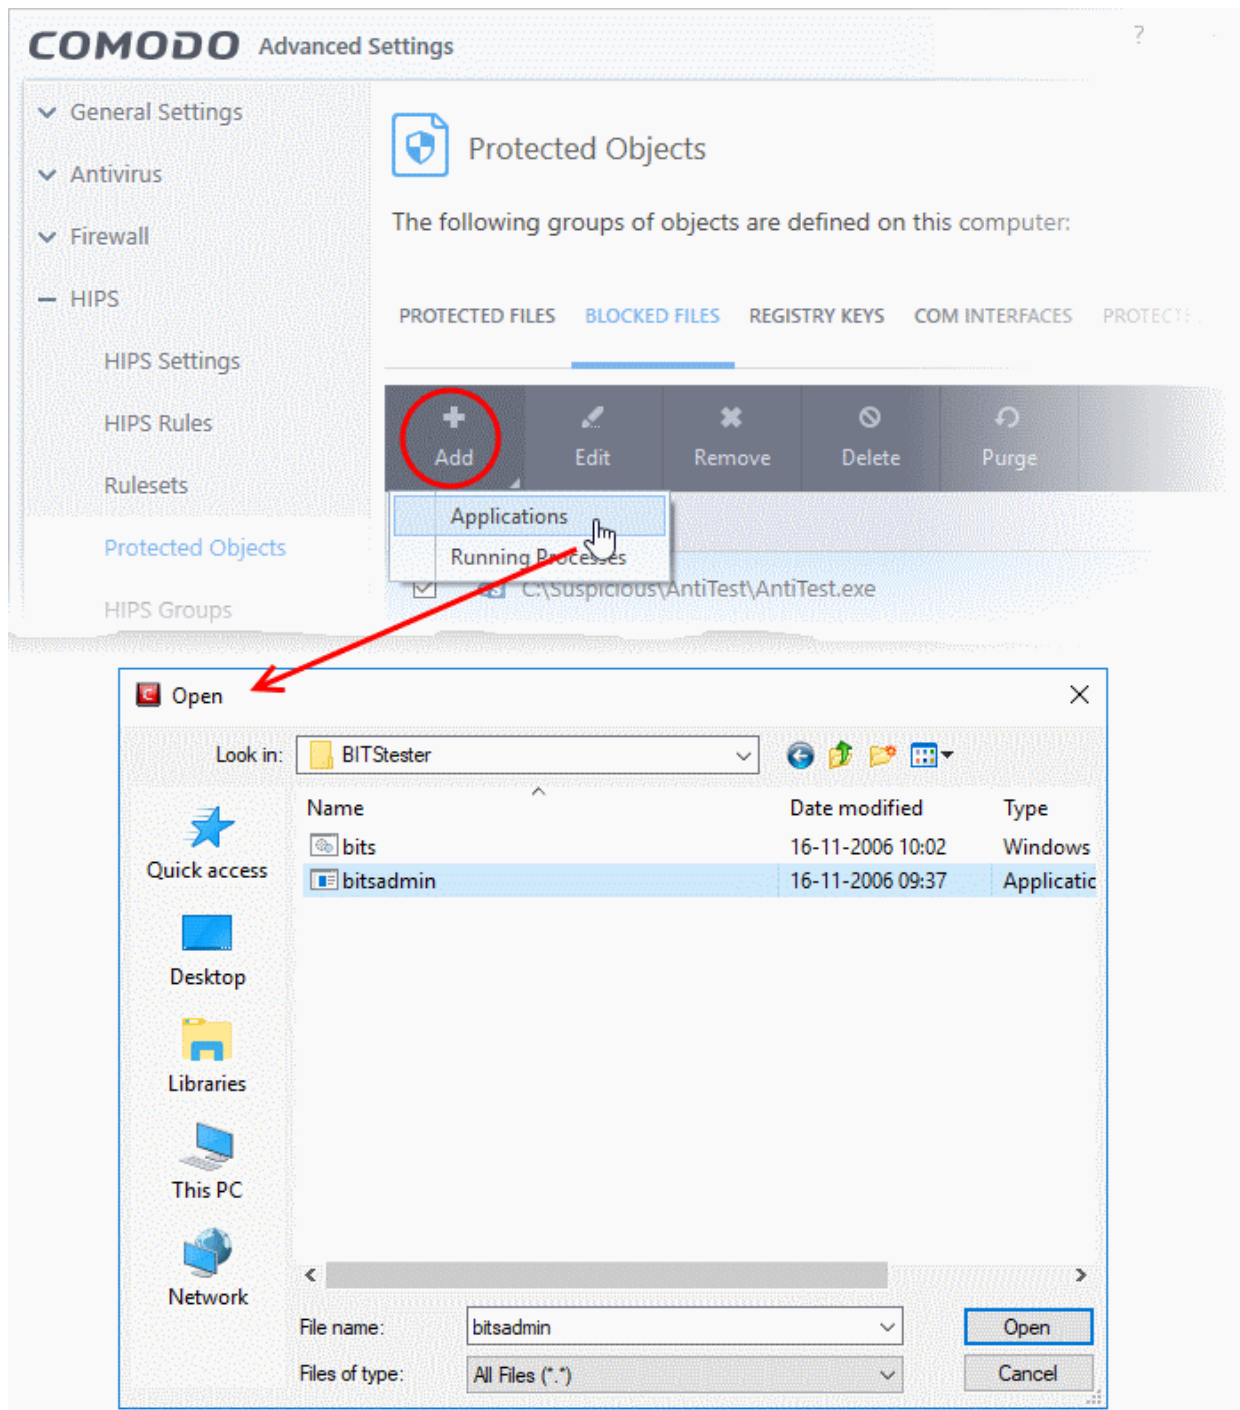 COMODO Advanced Settings
?
General Settings
Antivirus
Firewall
HIPS
HIPS Settings
HIPS Rules
Rulesets
Protected Objects
HIPS Groups
Protected Objects
The following groups of objects are defined on this computer:
PROTECTED FILES BLOCKED FILES REGISTRY KEYS COM INTERFACES PROTECTE
Add Edit Remove Delete Purge
Applications
Running Processes
C:\Suspicious\AntiTest\AntiTest.exe
Open
Look in: BITStester
Quick access
Desktop
Libraries
This PC
Network
Name Date modified Type
bits 16-11-2006 10:02 Windows
bitsadmin 16-11-2006 09:37 Applicatic
File name: bitsadmin Open
Files of type: All Files (*.*) Cancel